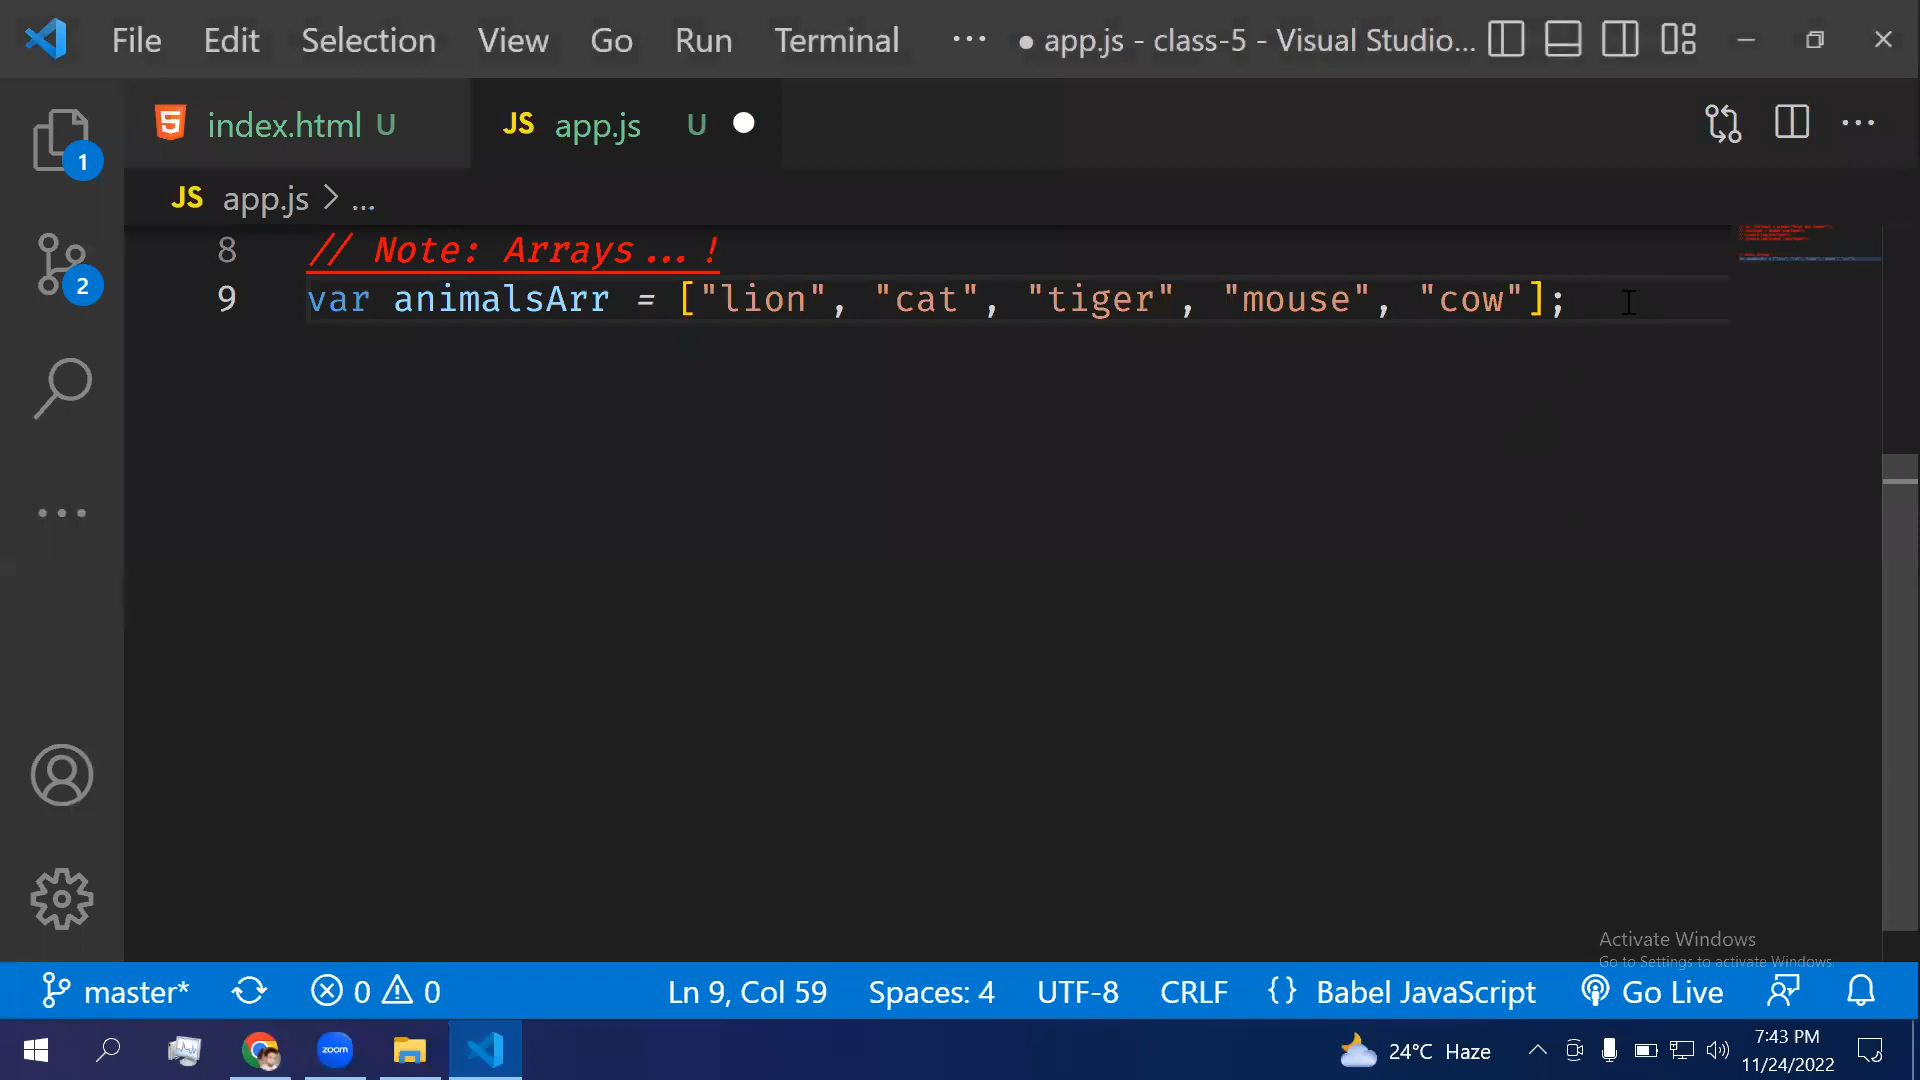 File Edit Selection View Go Run Terminal ··· ● app.js - class-5 - Visual Studio...
index.html U JS app.js U ●
JS app.js > ...
8 // Note: Arrays...!
9 var animalsArr = ["lion", "cat", "tiger", "mouse", "cow"];
1
2
Activate Windows
Go to Settings to activate Windows.
master* 0 0 Ln 9, Col 59 Spaces: 4 UTF-8 CRLF {} Babel JavaScript Go Live
zoom 24°C Haze 7:43 PM
11/24/2022